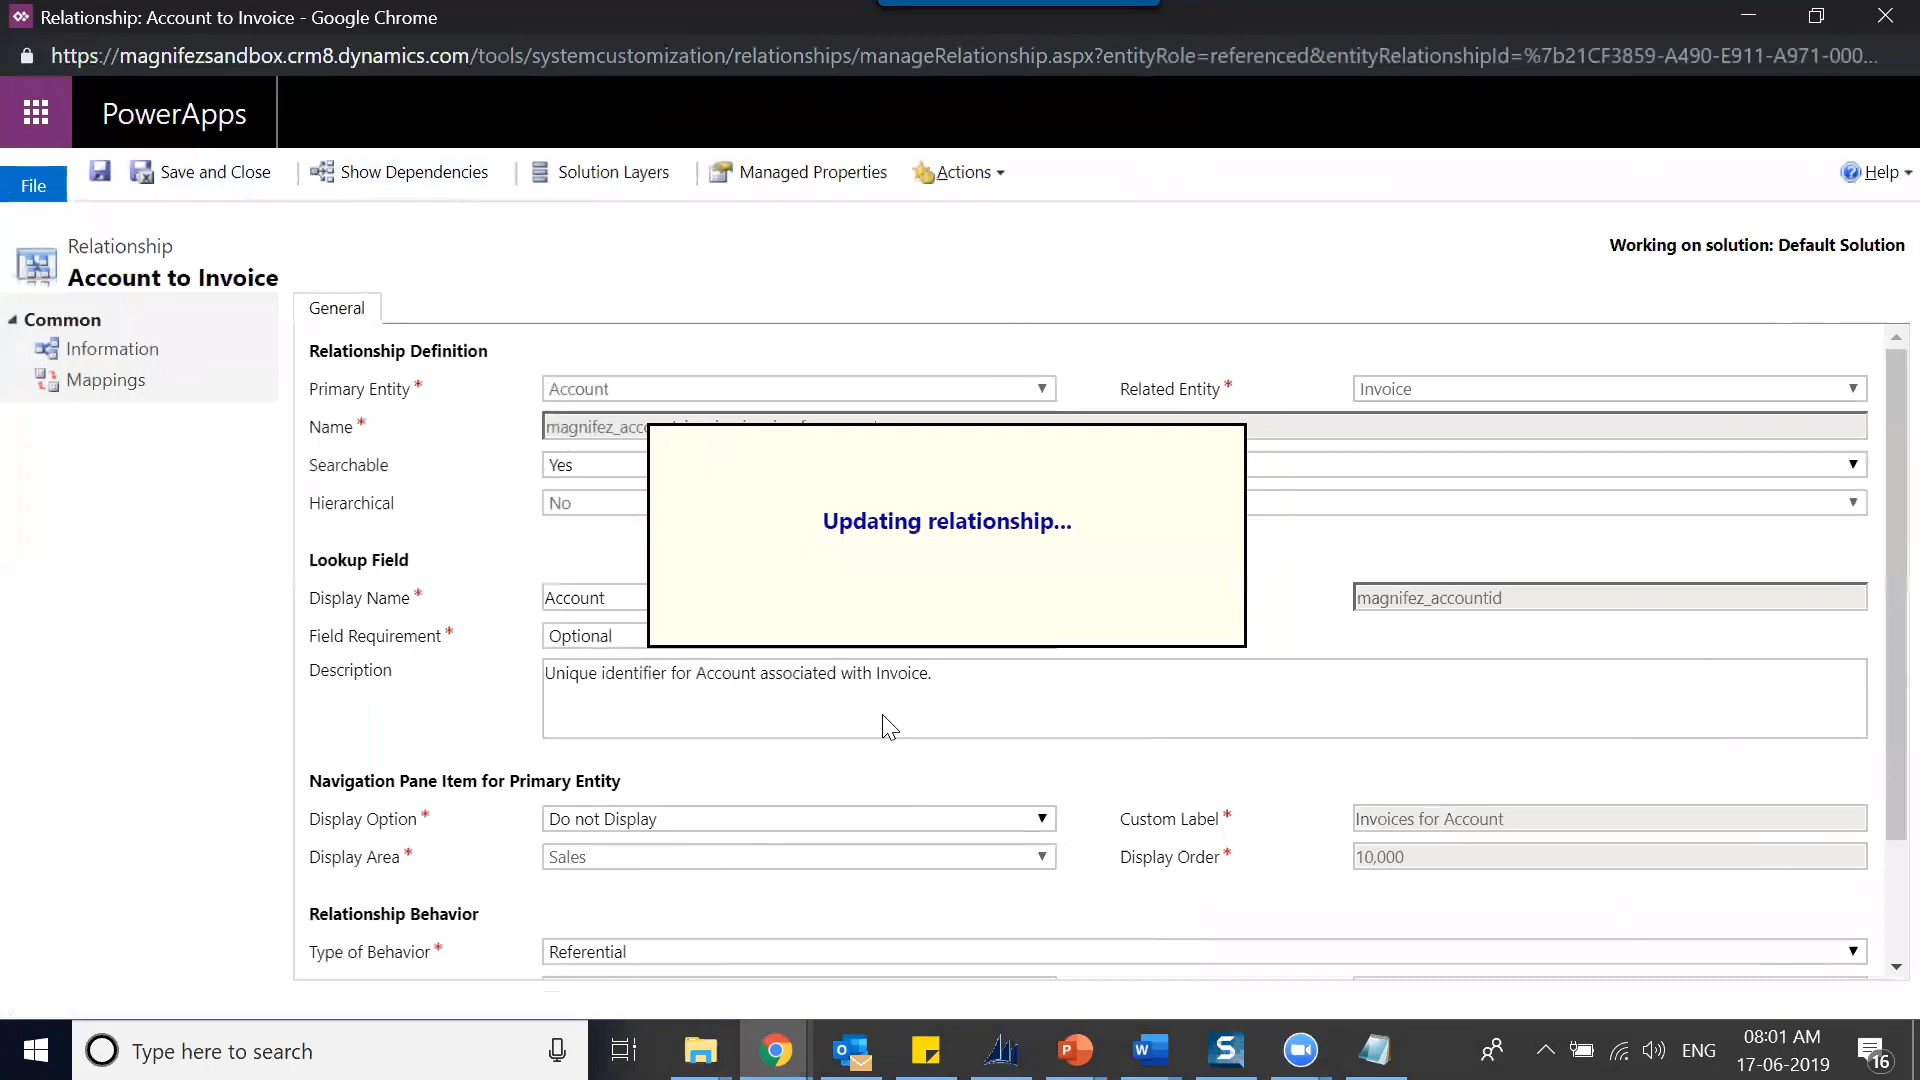 Relationship: Account to Invoice - Google Chrome
https://magnifezsandbox.crm8.dynamics.com/tools/systemcustomization/relationships/manageRelationship.aspx?entityRole=referenced&entityRelationshipId=%7b21CF3859-A490-E911-A971-000...
PowerApps
File Save and Close Show Dependencies Solution Layers Managed Properties Actions Help
Relationship
Account to Invoice
Working on solution: Default Solution
Common
Information
Mappings
General
Relationship Definition
Primary Entity * Account Related Entity * Invoice
Name *
Searchable Yes
Hierarchical No
Updating relationship...
Lookup Field
Display Name * Account magnifez_accountid
Field Requirement * Optional
Description Unique identifier for Account associated with Invoice.
Navigation Pane Item for Primary Entity
Display Option * Do not Display Custom Label * Invoices for Account
Display Area * Sales Display Order * 10,000
Relationship Behavior
Type of Behavior * Referential
Type here to search
ENG
08:01 AM
17-06-2019
16